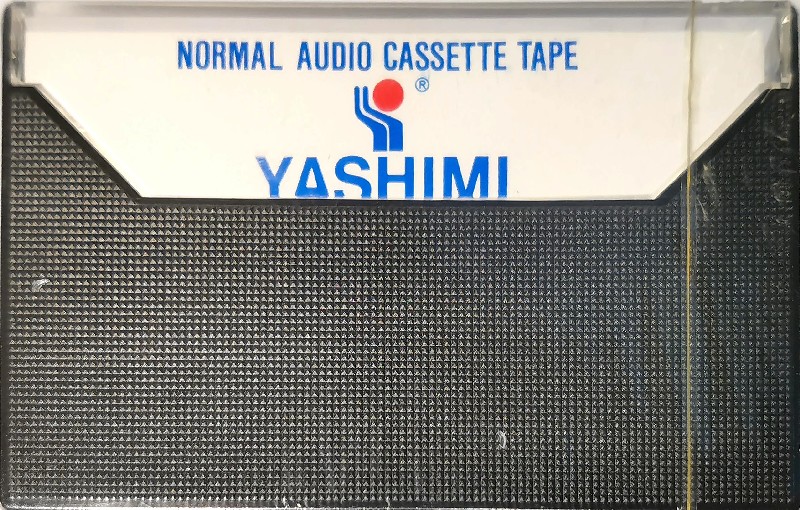 NORMAL AUDIO CASSETTE TAPE
®
YASHIMI